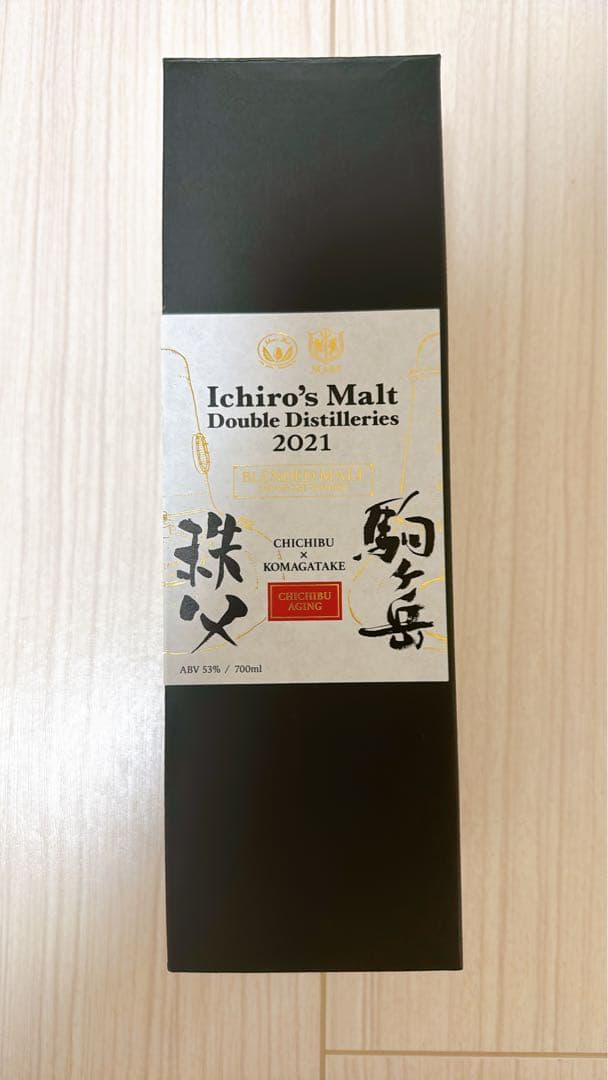 Ichiro's Malt
Double Distilleries
2021
BLENDED MALT
秩父
CHICHIBU
×
KOMAGATAKE
駒ヶ岳
CHICHIBU
AGING
ABV 53% / 700ml